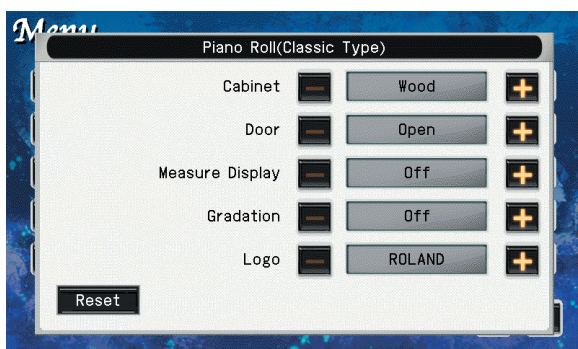 Menu
Piano Roll(Classic Type)
Cabinet Wood
Door Open
Measure Display Off
Gradation Off
Logo ROLAND
Reset